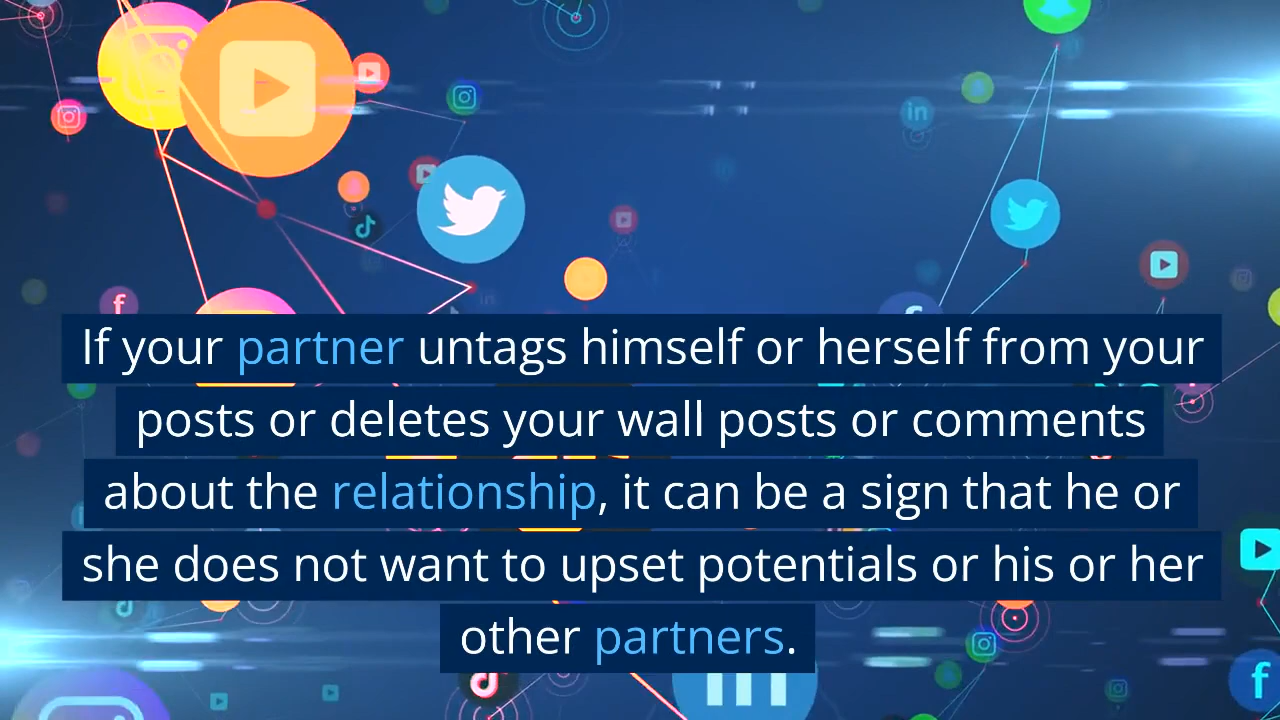 If your partner untags himself or herself from your
posts or deletes your wall posts or comments
about the relationship, it can be a sign that he or
she does not want to upset potentials or his or her
other partners.